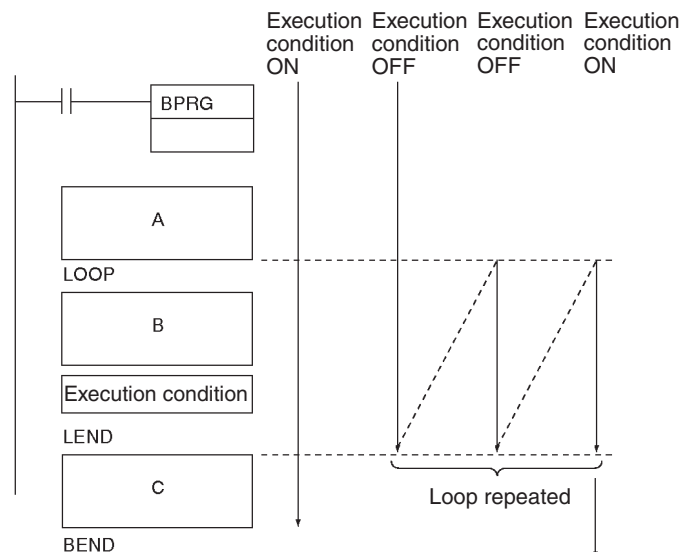 Execution condition ON
Execution condition OFF
Execution condition OFF
Execution condition ON
BPRG
A
LOOP
B
Execution condition
LEND
C
Loop repeated
BEND